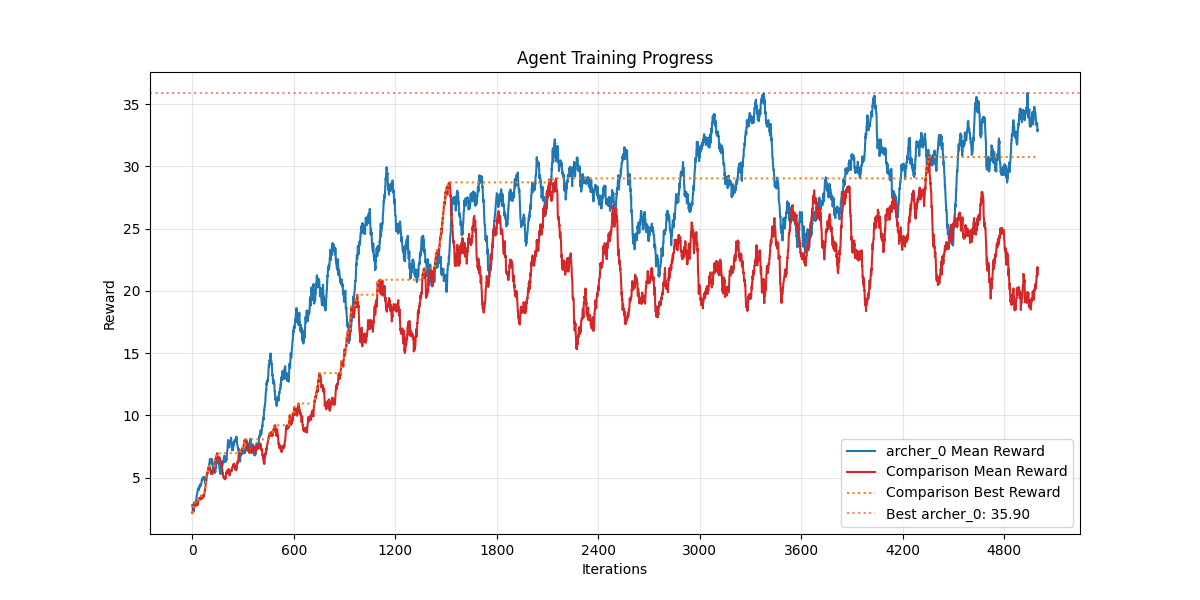 Agent Training Progress
Reward
35
30
25
20
15
10
5
archer_0 Mean Reward
Comparison Mean Reward
Comparison Best Reward
Best archer_0: 35.90
0 600 1200 1800 2400 3000 3600 4200 4800
Iterations